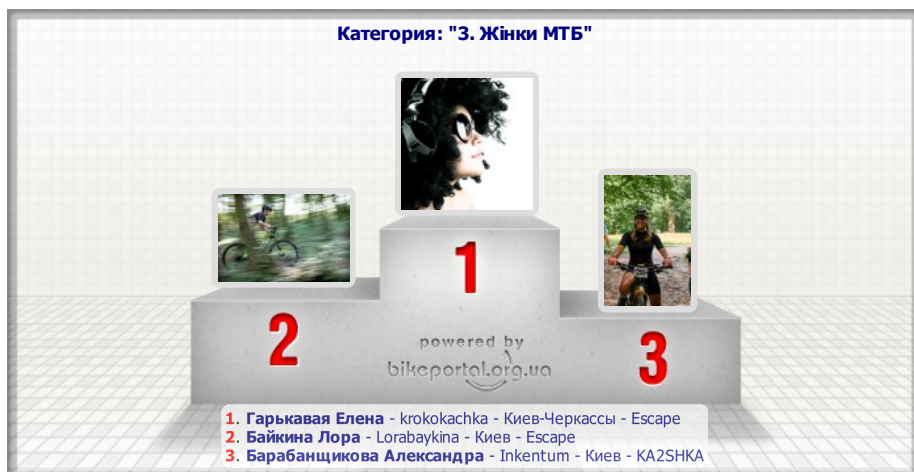 Категория: "3. Жінки МТБ"
1
2
3
powered by
bikeportal.org.ua
1. Гарькавая Елена - krokokachka - Киев-Черкассы - Escape
2. Байкина Лора - Lorabaykina - Киев - Escape
3. Барабанщикова Александра - Inkentum - Киев - KA2SHKA